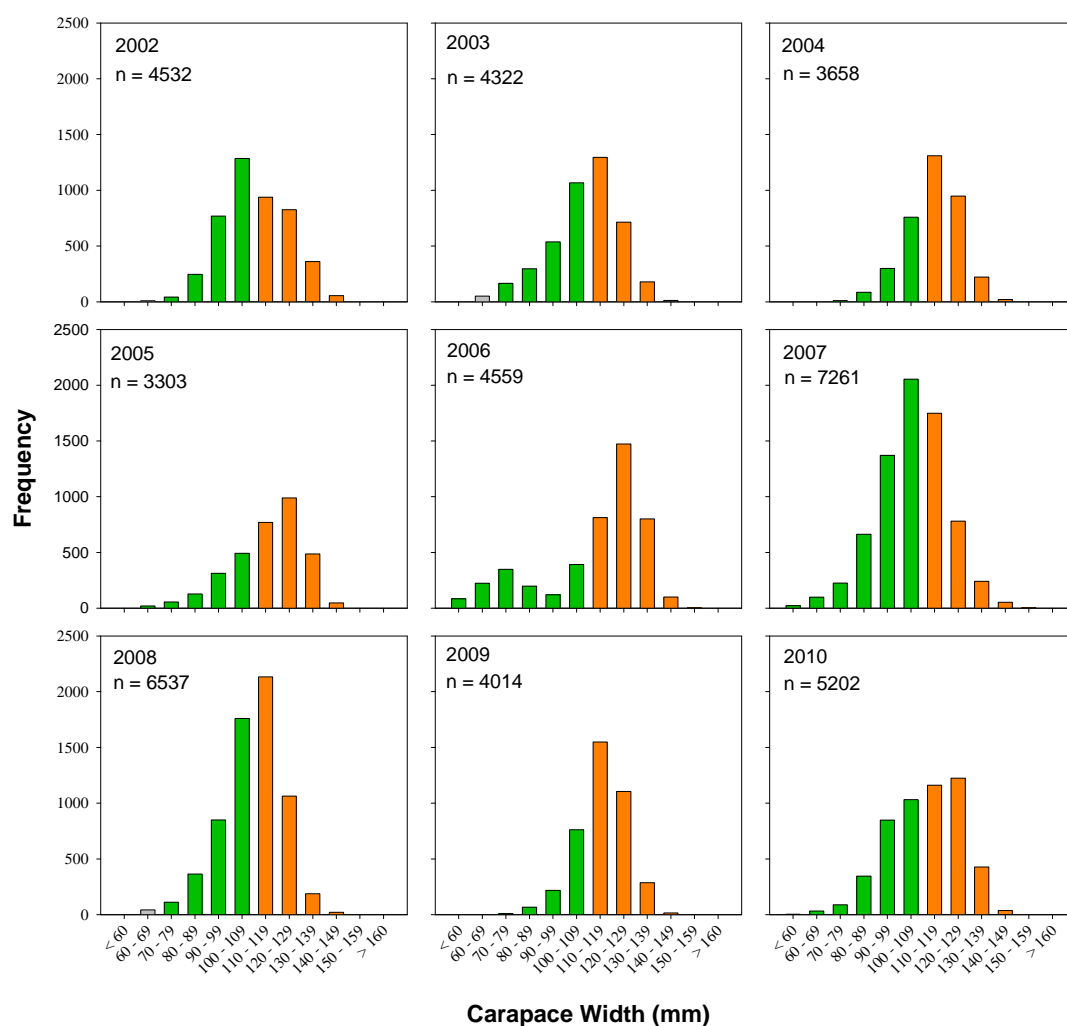 2500
2000
1500
1000
500
0
2002
n = 4532
2003
n = 4322
2004
n = 3658
2500
2000
1500
1000
500
0
2005
n = 3303
2006
n = 4559
2007
n = 7261
Frequency
2500
2000
1500
1000
500
0
2008
n = 6537
2009
n = 4014
2010
n = 5202
< 60
60 - 69
70 - 79
80 - 89
90 - 99
100 - 109
110 - 119
120 - 129
130 - 139
140 - 149
150 - 159
> 160
< 60
60 - 69
70 - 79
80 - 89
90 - 99
100 - 109
110 - 119
120 - 129
130 - 139
140 - 149
150 - 159
> 160
< 60
60 - 69
70 - 79
80 - 89
90 - 99
100 - 109
110 - 119
120 - 129
130 - 139
140 - 149
150 - 159
> 160
Carapace Width (mm)